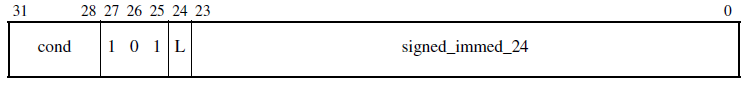 31 28 27 26 25 24 23 0
cond 1 0 1 L signed_immed_24